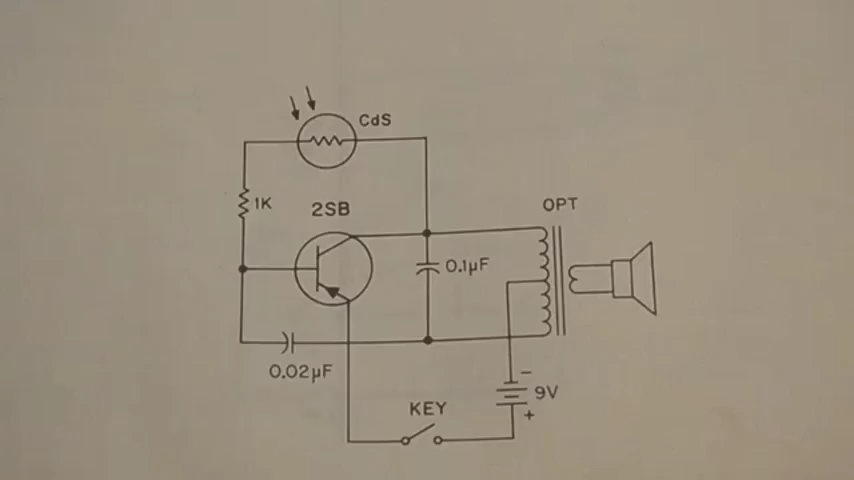 CdS
1K
2SB
OPT
0.1µF
0.02µF
KEY
9V
−
+